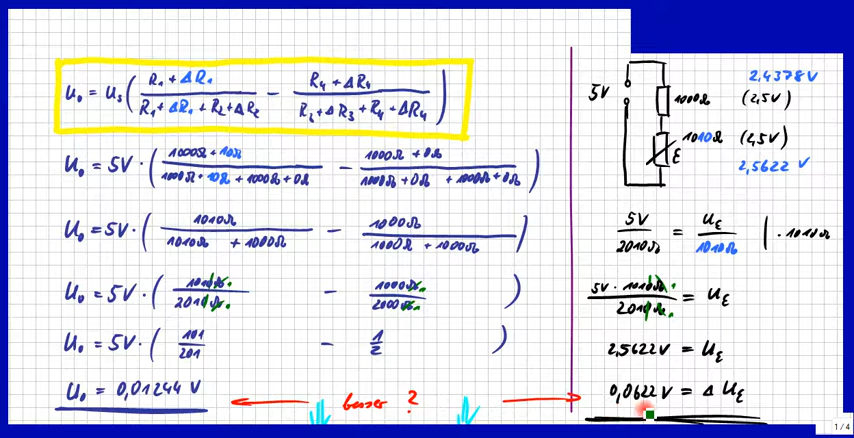 U₀ = U_S ( (R₁ + ΔR₁) / (R₁ + ΔR₁ + R₂ + ΔR₂) − (R₄ + ΔR₄) / (R₃ + ΔR₃ + R₄ + ΔR₄) )
U₀ = 5V · ( (1000Ω + 10Ω) / (1000Ω + 10Ω + 1000Ω + 0Ω) − (1000Ω + 0Ω) / (1000Ω + 0Ω + 1000Ω + 0Ω) )
U₀ = 5V · ( 1010Ω / (1010Ω + 1000Ω) − 1000Ω / (1000Ω + 1000Ω) )
U₀ = 5V · ( 1010Ω / 2010Ω − 1000Ω / 2000Ω )
U₀ = 5V · ( 101 / 201 − 1 / 2 )
U₀ = 0,01244 V
besser ?
2,4378V
5V 1000Ω (2,5V)
1010Ω (2,5V)
ε 2,5622 V
5V / 2010Ω = U_ε / 1010Ω | · 1010Ω
5V · 1010Ω / 2010Ω = U_ε
2,5622 V = U_ε
0,0622 V = Δ U_ε
1/4